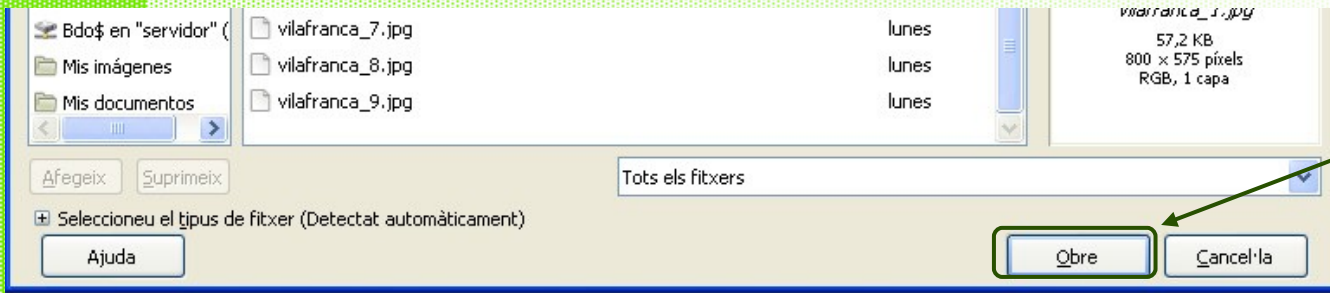 Bdo$ en "servidor" (
Mis imágenes
Mis documentos
vilafranca_7.jpg lunes
vilafranca_8.jpg lunes
vilafranca_9.jpg lunes
vilafranca_1.jpg
57,2 KB
800 × 575 píxels
RGB, 1 capa
Afegeix Suprimeix
Tots els fitxers
Seleccioneu el tipus de fitxer (Detectat automàticament)
Ajuda Obre Cancel·la